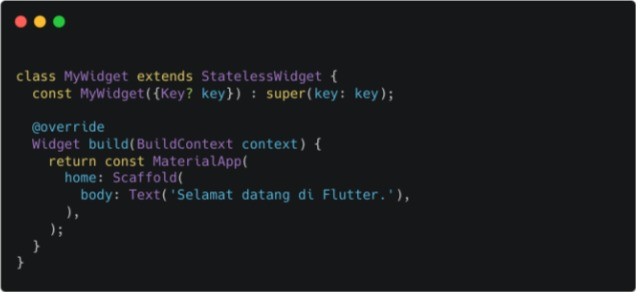 class MyWidget extends StatelessWidget {
  const MyWidget({Key? key}) : super(key: key);

  @override
  Widget build(BuildContext context) {
    return const MaterialApp(
      home: Scaffold(
        body: Text('Selamat datang di Flutter.'),
      ),
    );
  }
}